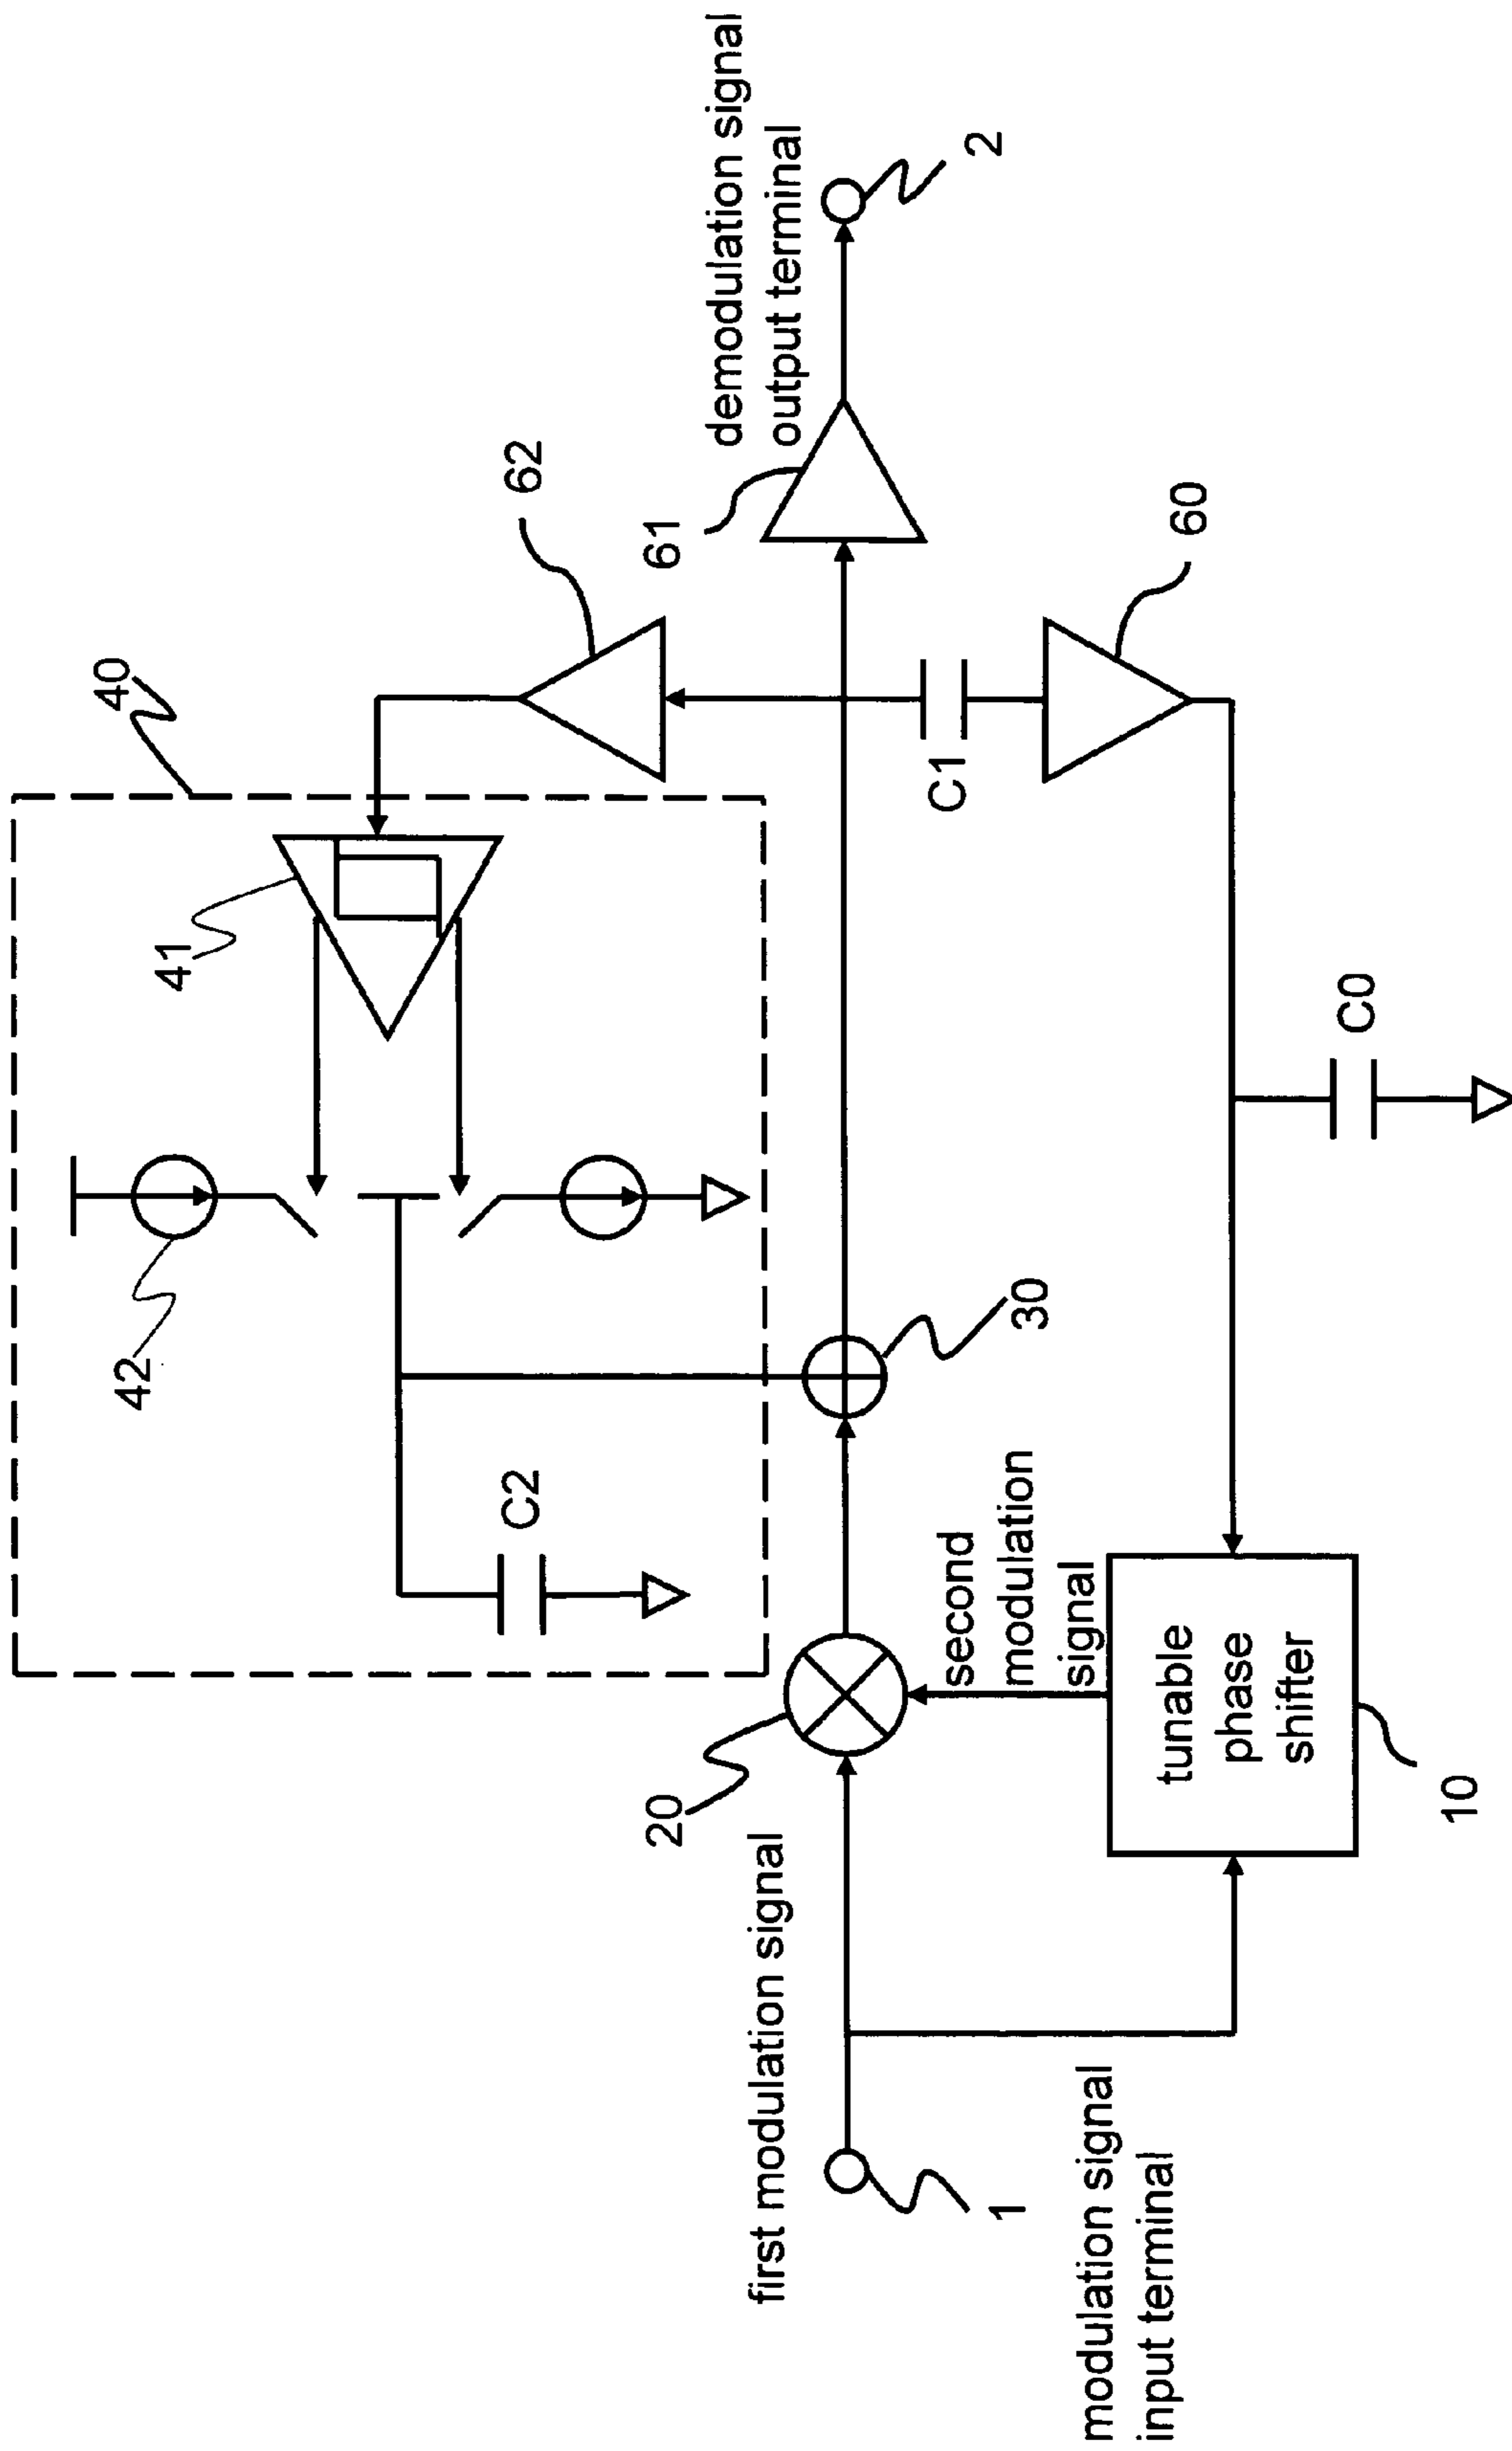 40
41
42
C2
62
61
demodulation signal
output terminal
2
C1
60
C0
30
20
first modulation signal
second
modulation
signal
tunable
phase
shifter
10
1
modulation signal
input terminal